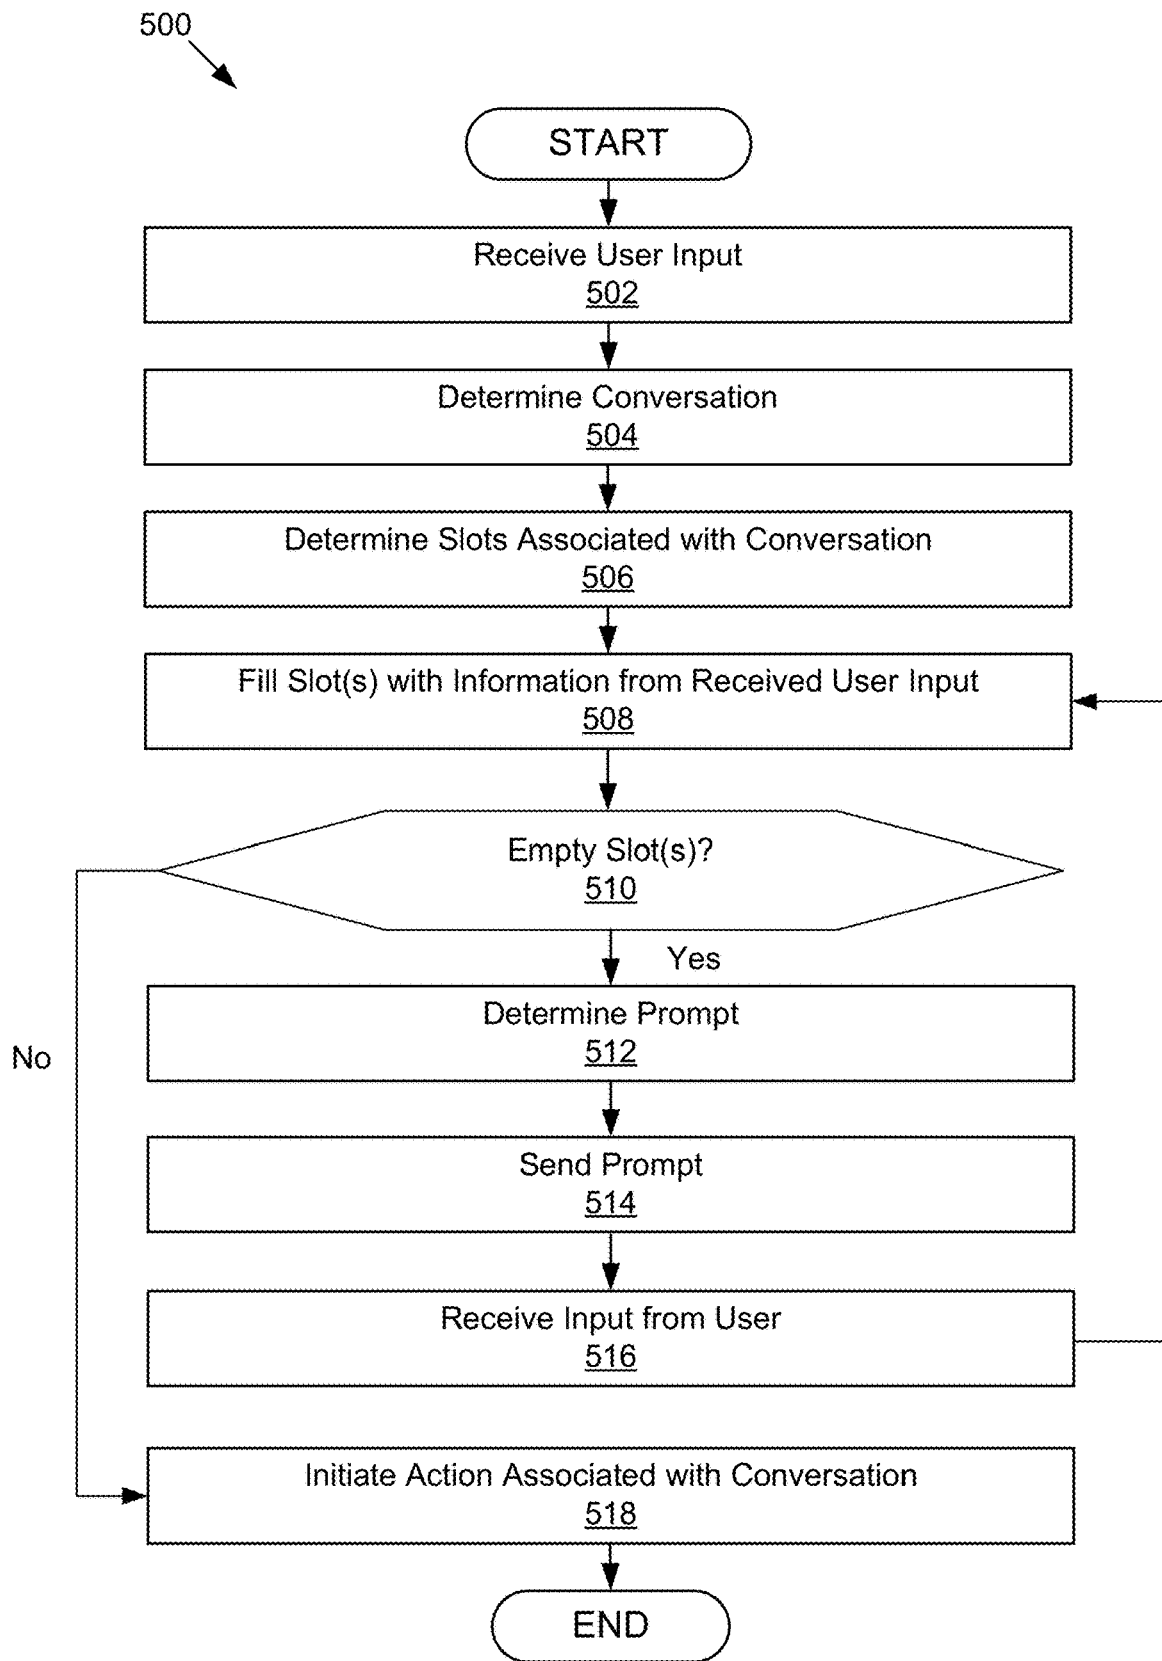 500
START
Receive User Input
502
Determine Conversation
504
Determine Slots Associated with Conversation
506
Fill Slot(s) with Information from Received User Input
508
Empty Slot(s)?
510
Yes
Determine Prompt
512
No
Send Prompt
514
Receive Input from User
516
Initiate Action Associated with Conversation
518
END